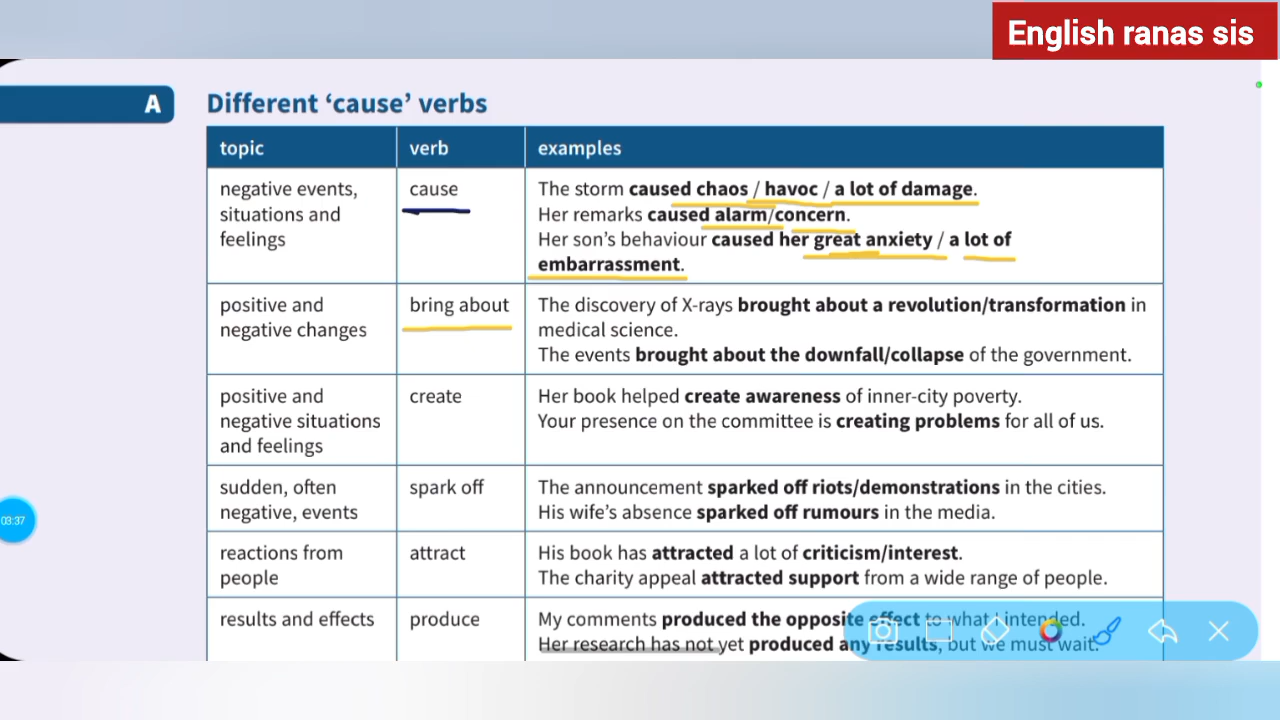 English ranas sis
A
Different ‘cause’ verbs
topic
verb
examples
negative events,
situations and
feelings
cause
The storm caused chaos / havoc / a lot of damage.
Her remarks caused alarm/concern.
Her son’s behaviour caused her great anxiety / a lot of
embarrassment.
positive and
negative changes
bring about
The discovery of X-rays brought about a revolution/transformation in
medical science.
The events brought about the downfall/collapse of the government.
positive and
negative situations
and feelings
create
Her book helped create awareness of inner-city poverty.
Your presence on the committee is creating problems for all of us.
sudden, often
negative, events
spark off
The announcement sparked off riots/demonstrations in the cities.
His wife’s absence sparked off rumours in the media.
03:37
reactions from
people
attract
His book has attracted a lot of criticism/interest.
The charity appeal attracted support from a wide range of people.
results and effects
produce
My comments produced the opposite effect to what I intended.
Her research has not yet produced any results, but we must wait.